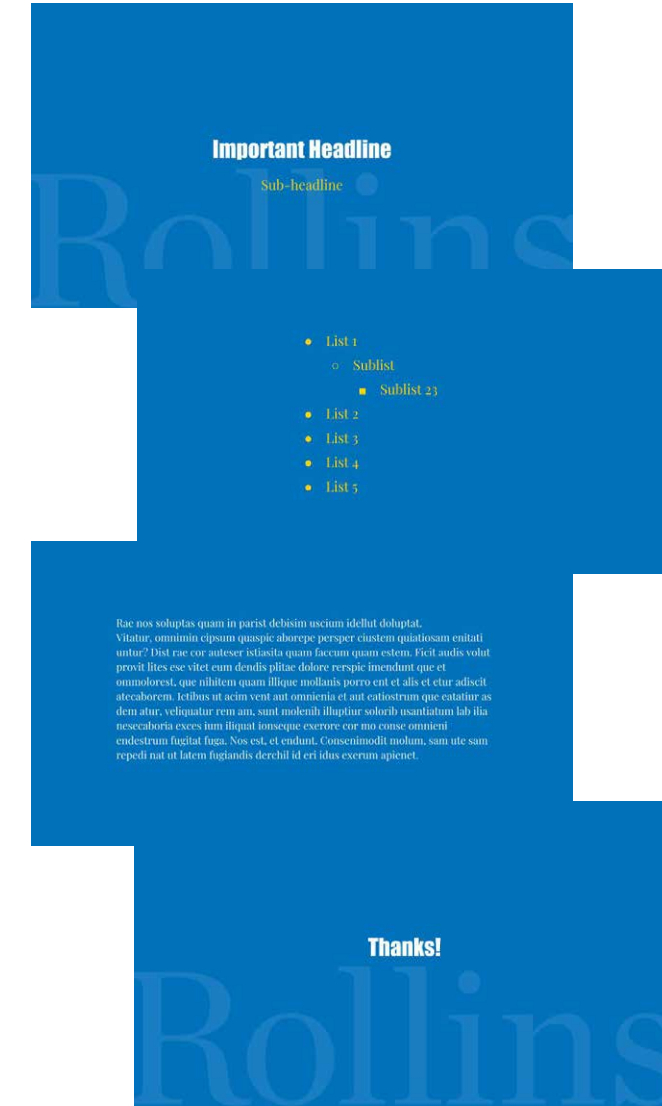 Important Headline
Sub-headline
Rollins
List 1
Sublist
Sublist 23
List 2
List 3
List 4
List 5
Rae nos soluptas quam in parist debisim uscium idellut doluptat.
Vitatur, omnimin cipsum quaspic aborepe persper ciustem quiatiosam enitati
untur? Dist rae cor auteser istiasita quam faccum quam estem. Ficit audis volut
provit lites ese vitet eum dendis plitae dolore rerspic imendunt que et
ommolorest, que nihitem quam illique mollanis porro ent et alis et etur adiscit
atecaborem. Ictibus ut acim vent aut omnienia et aut eatiostrum que eatatiur as
dem atur, veliquatur rem am, sunt molenih illuptiur solorib usantiatum lab ilia
nesecaboria exces ium iliquat ionseque exerore cor mo conse omnieni
endestrum fugitat fuga. Nos est, et endunt. Consenimodit molum, sam ute sam
repedi nat ut latem fugiandis derchil id eri idus exerum apienet.
Thanks!
Rollins